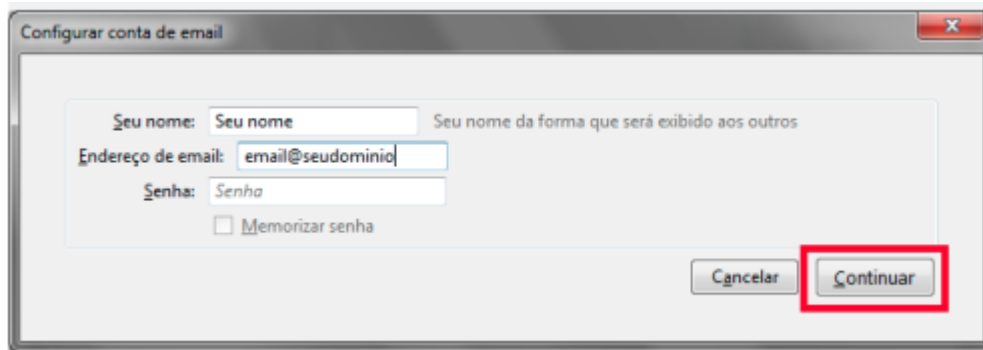 Configurar conta de email
Seu nome: Seu nome Seu nome da forma que será exibido aos outros
Endereço de email: email@seudominio
Senha: Senha
Memorizar senha
Cancelar Continuar